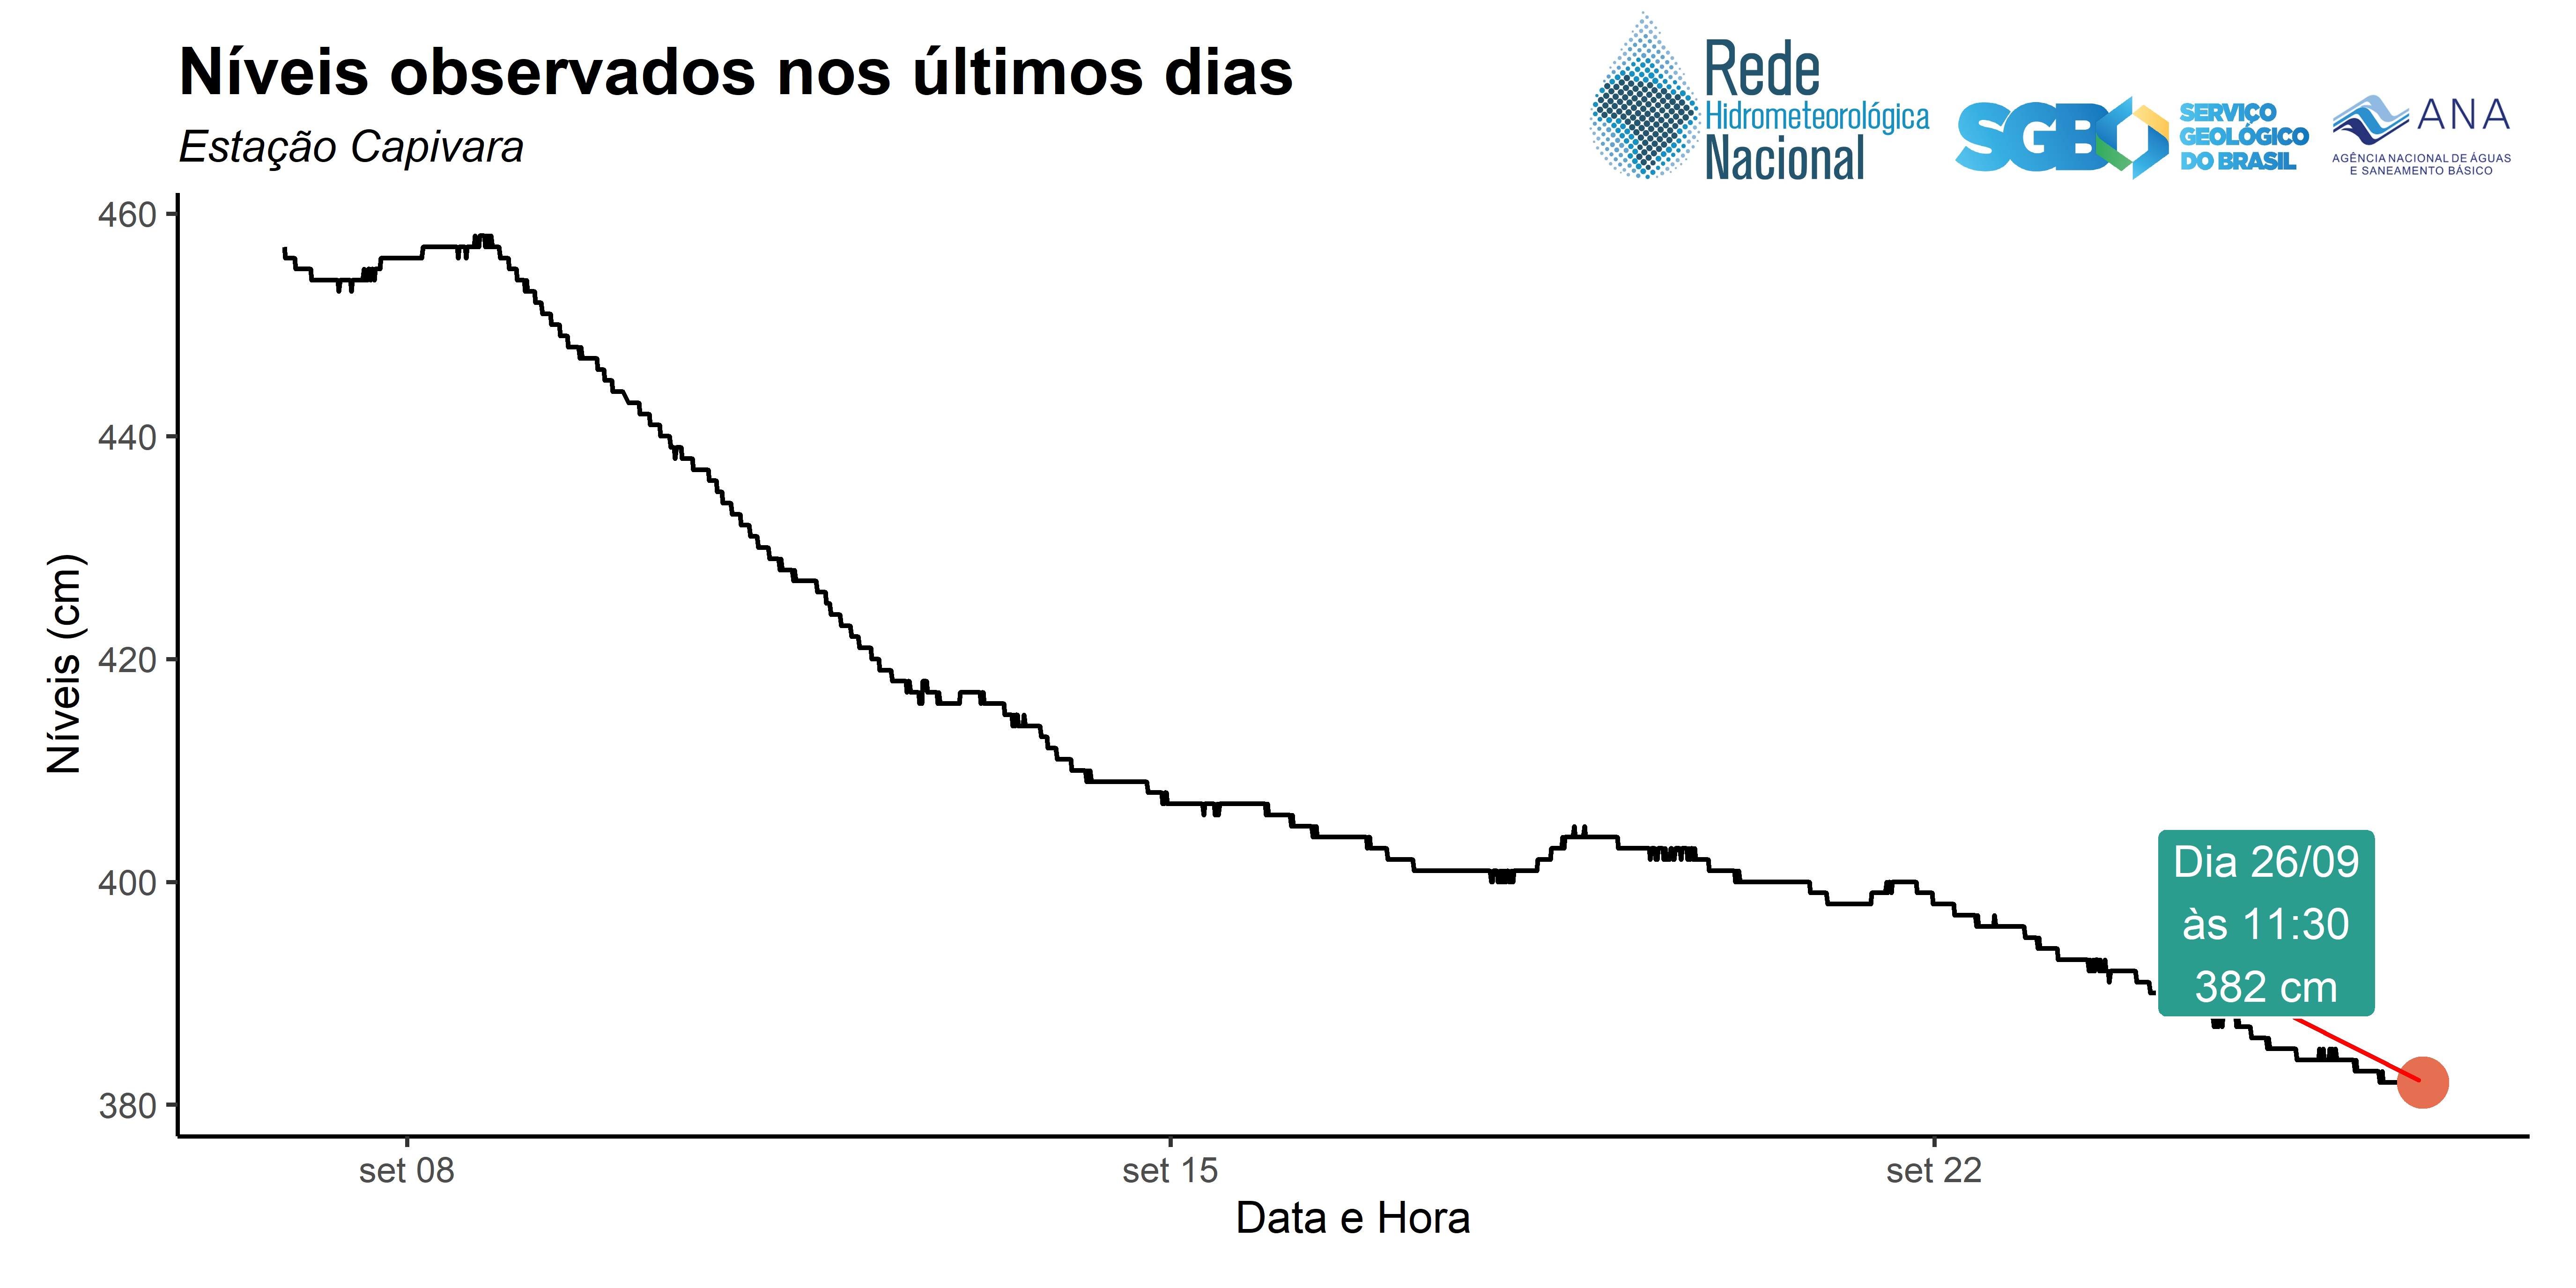 Níveis observados nos últimos dias
Estação Capivara
Rede
Hidrometeorológica
Nacional
SGB
SERVIÇO
GEOLÓGICO
DO BRASIL
ANA
AGÊNCIA NACIONAL DE ÁGUAS
E SANEAMENTO BÁSICO
460
440
420
400
380
Níveis (cm)
Dia 26/09
às 11:30
382 cm
set 08
set 15
set 22
Data e Hora